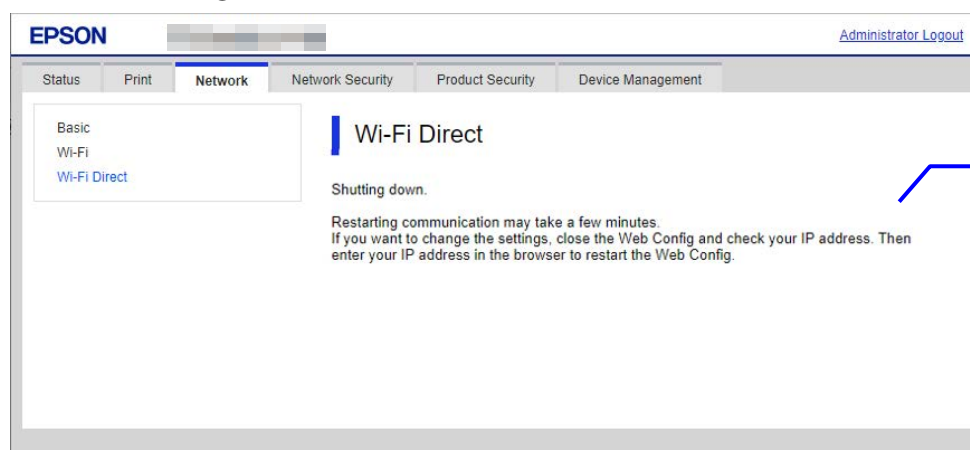 EPSON
Administrator Logout
Status Print Network Network Security Product Security Device Management
Basic
Wi-Fi
Wi-Fi Direct
Wi-Fi Direct
Shutting down.
Restarting communication may take a few minutes.
If you want to change the settings, close the Web Config and check your IP address. Then
enter your IP address in the browser to restart the Web Config.